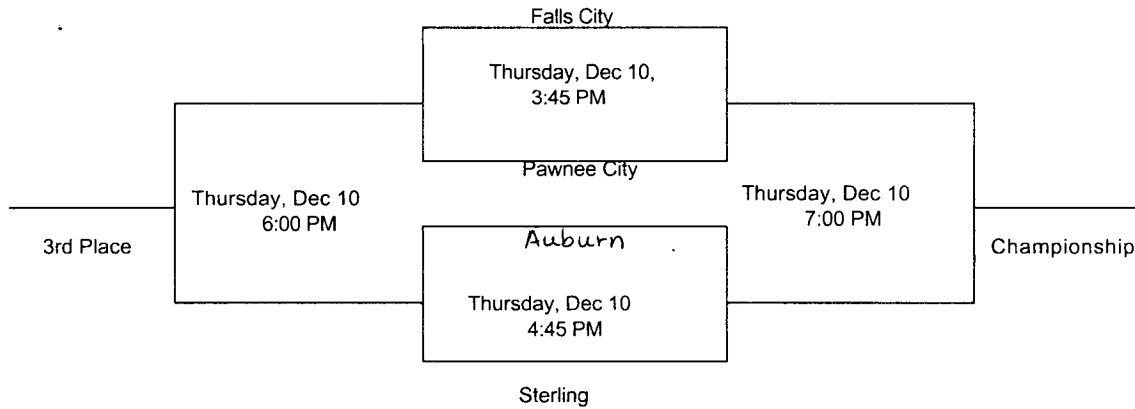 Falls City
Thursday, Dec 10,
3:45 PM
Pawnee City
Thursday, Dec 10
6:00 PM
Thursday, Dec 10
7:00 PM
3rd Place
Auburn
Championship
Thursday, Dec 10
4:45 PM
Sterling